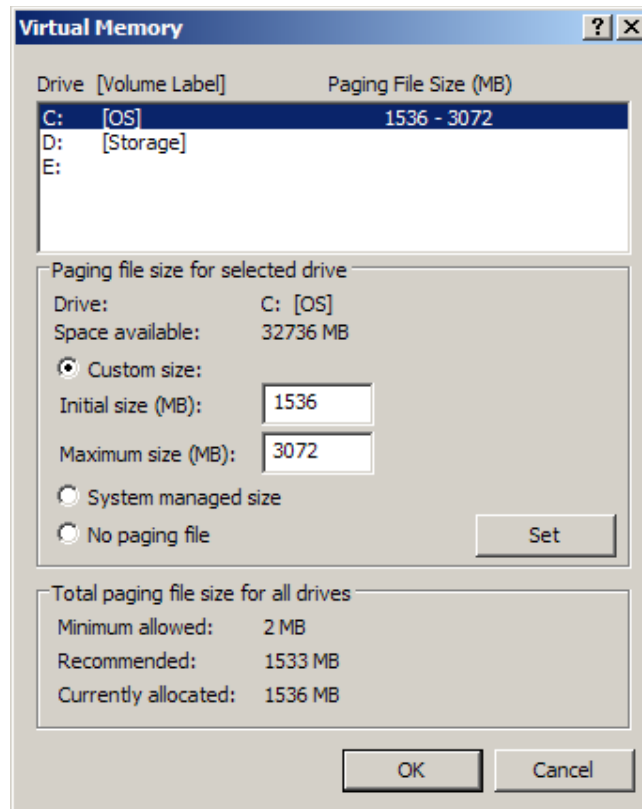 Virtual Memory
Drive [Volume Label] Paging File Size (MB)
C: [OS] 1536 - 3072
D: [Storage]
E:
Paging file size for selected drive
Drive: C: [OS]
Space available: 32736 MB
Custom size:
Initial size (MB): 1536
Maximum size (MB): 3072
System managed size
No paging file Set
Total paging file size for all drives
Minimum allowed: 2 MB
Recommended: 1533 MB
Currently allocated: 1536 MB
OK Cancel